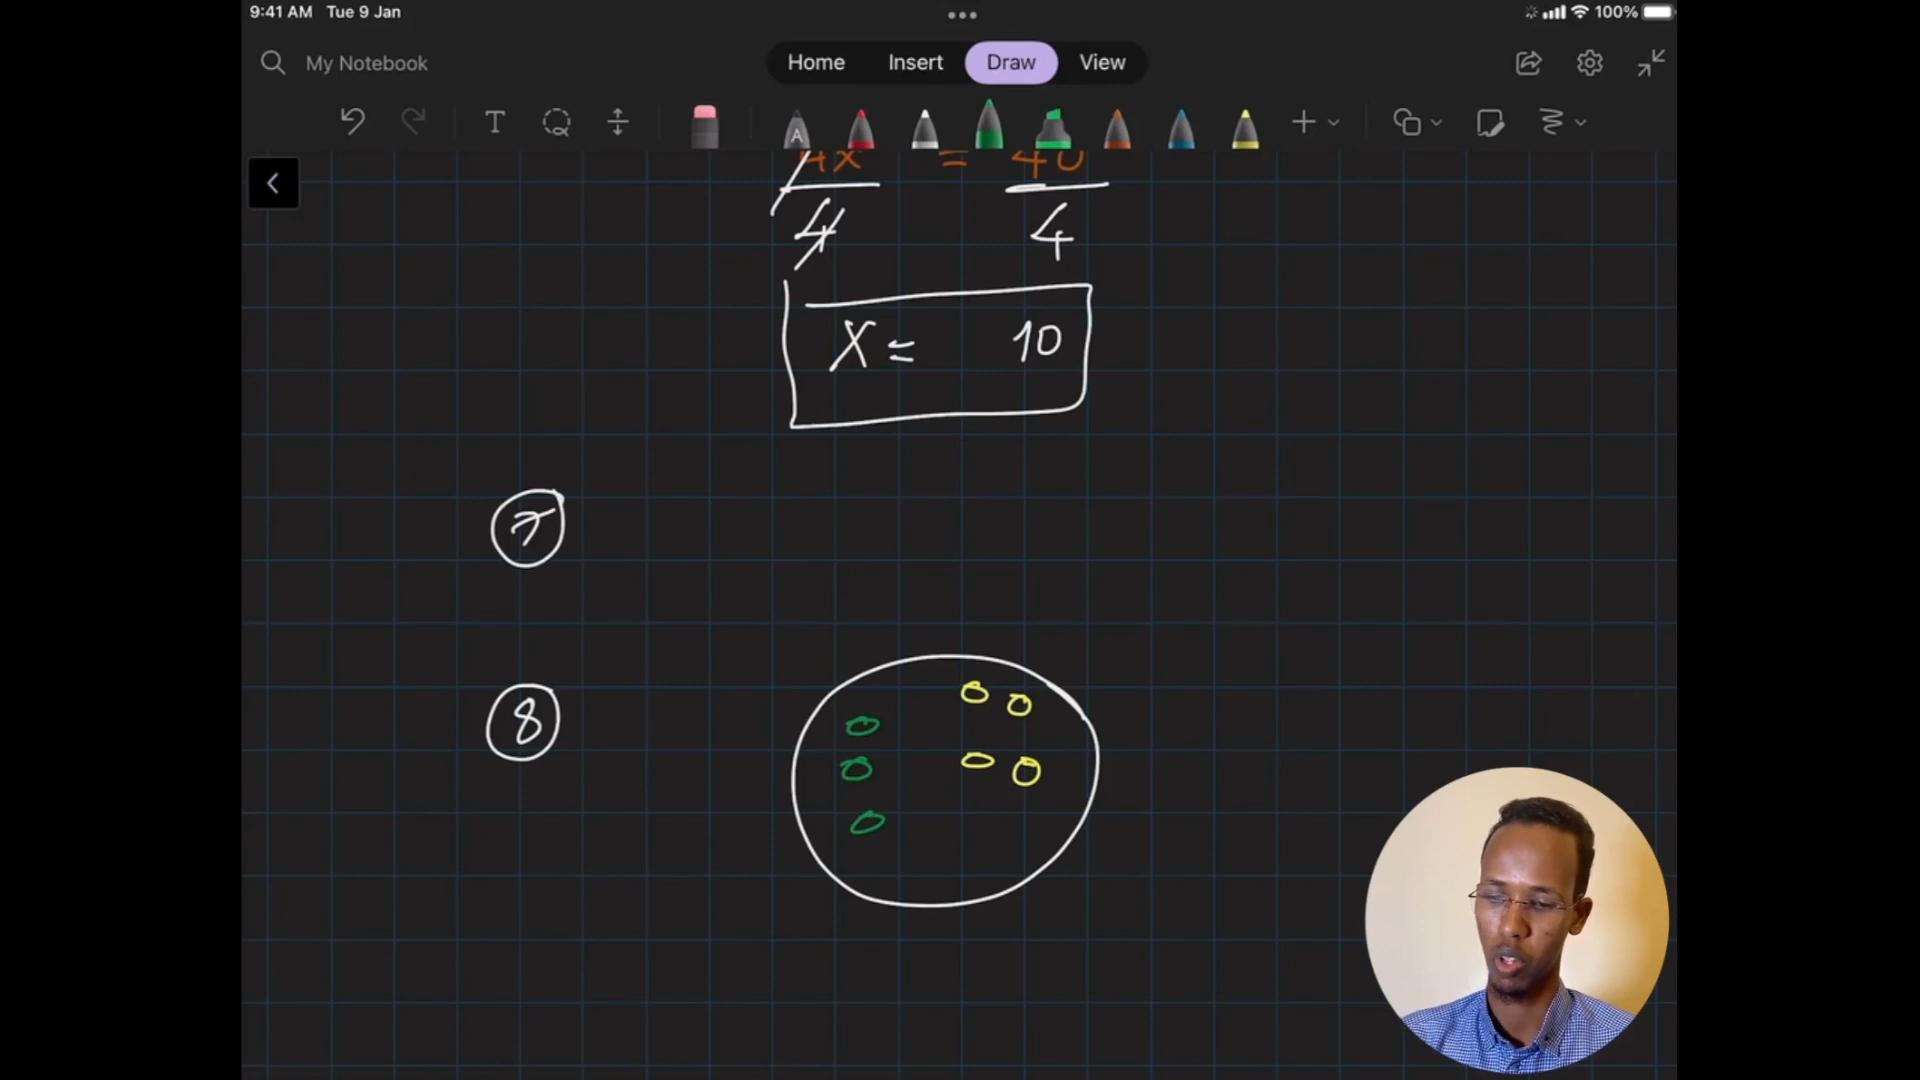 9:41 AM Tue 9 Jan
100%
My Notebook
Home Insert Draw View
A
4x = 40
4 4
X = 10
7
8